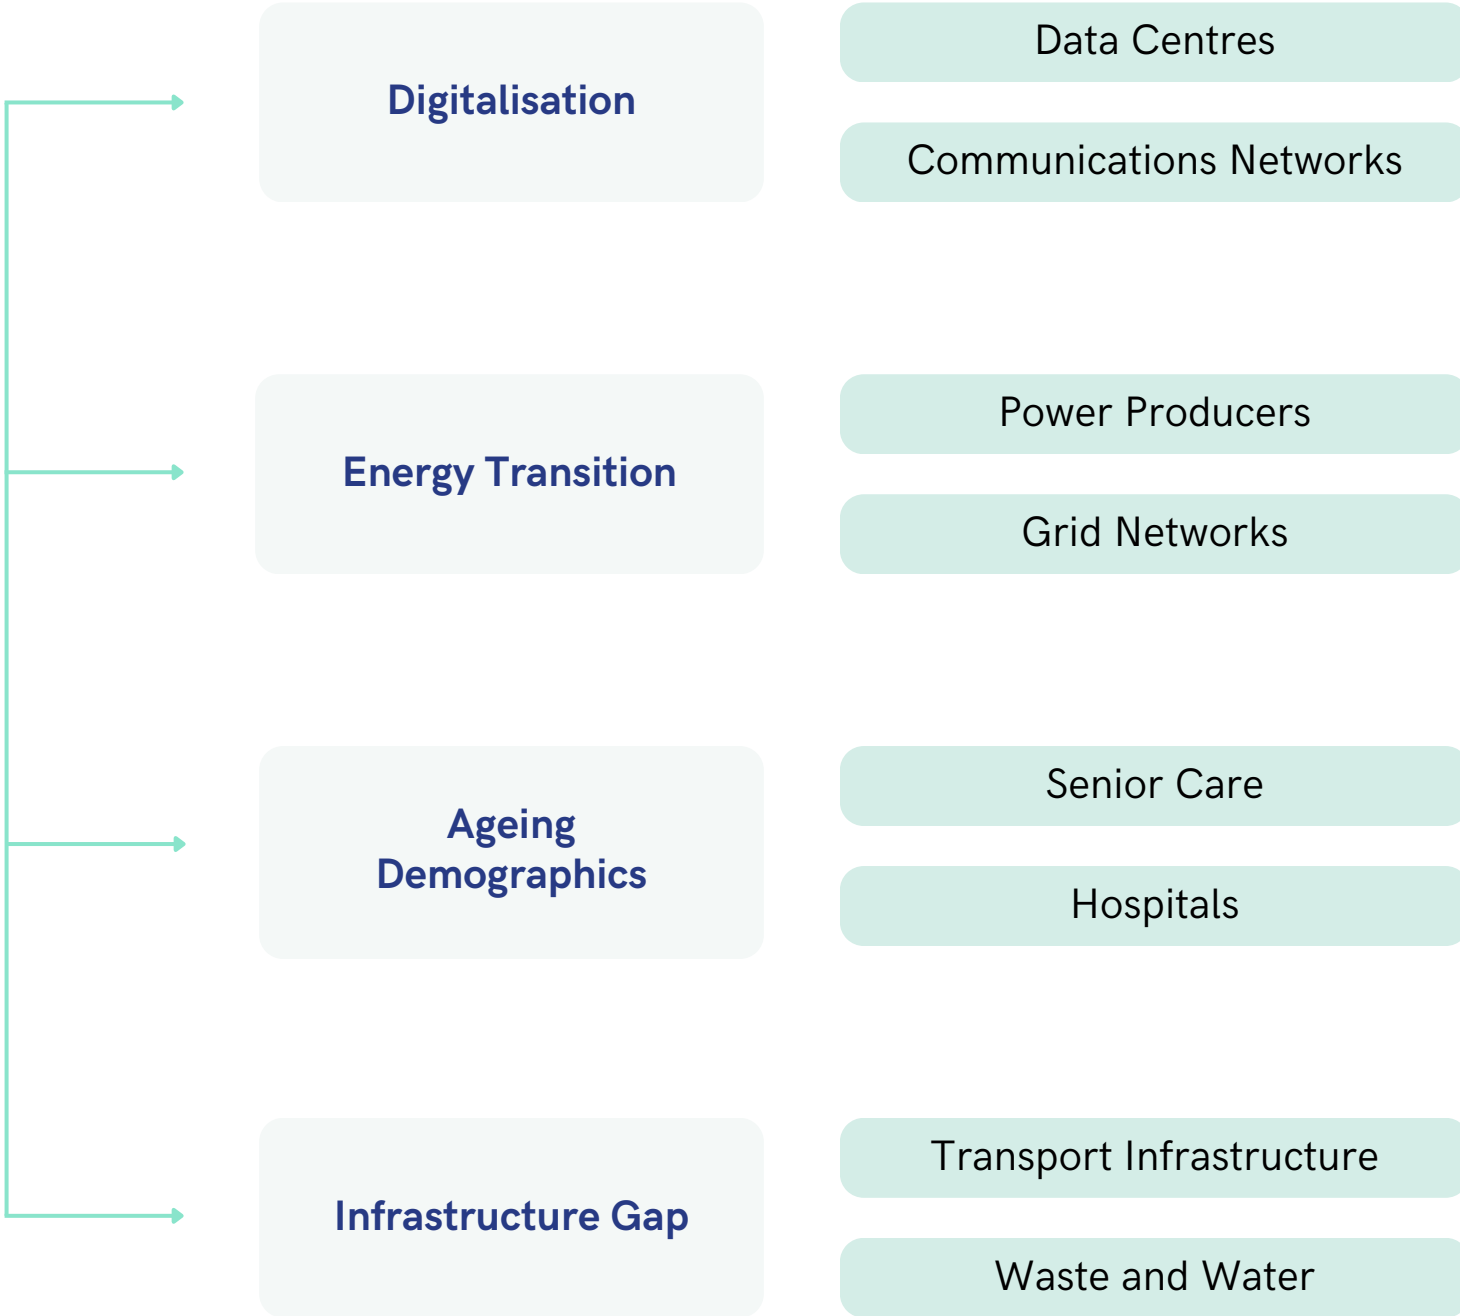 Digitalisation
Data Centres
Communications Networks
Energy Transition
Power Producers
Grid Networks
Ageing
Demographics
Senior Care
Hospitals
Infrastructure Gap
Transport Infrastructure
Waste and Water